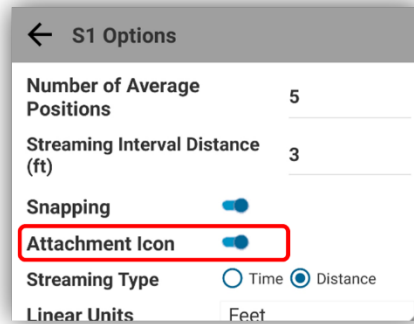 S1 Options
Number of Average
Positions
5
Streaming Interval Distance
(ft)
3
Snapping
Attachment Icon
Streaming Type
Time
Distance
Linear Units
Feet